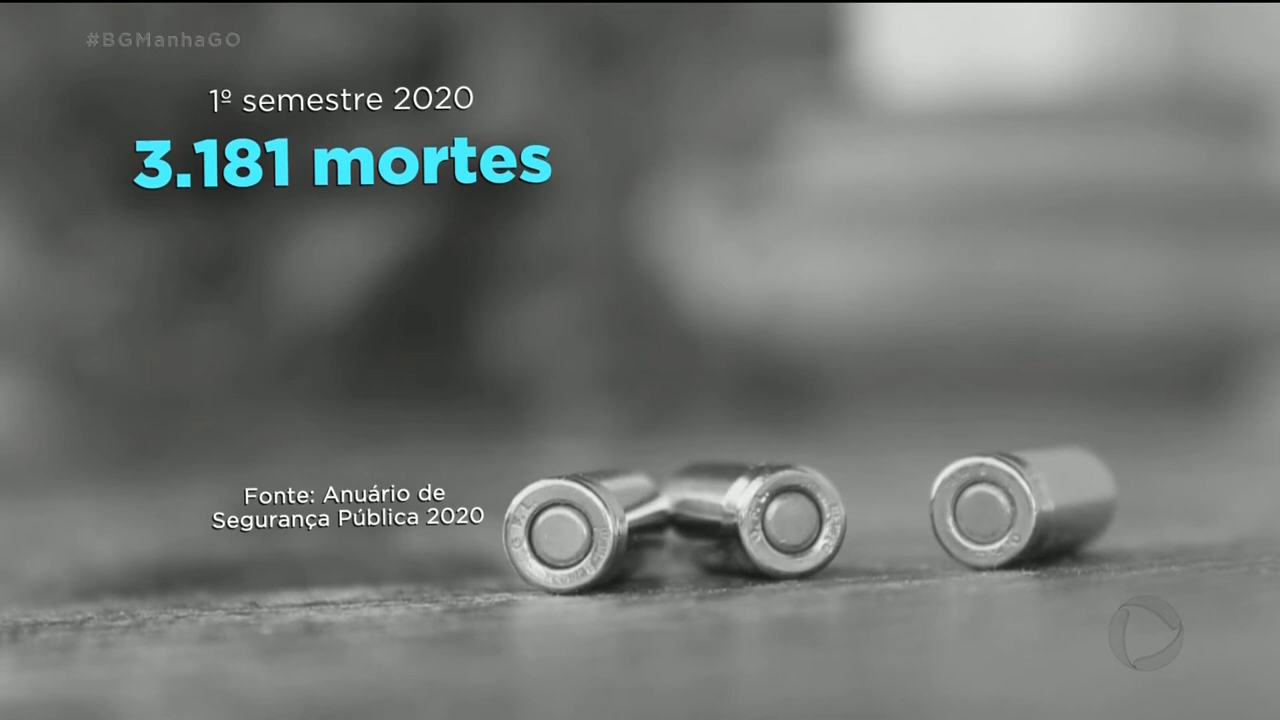 #BGManhaGO
1º semestre 2020
3.181 mortes
Fonte: Anuário de
Segurança Pública 2020